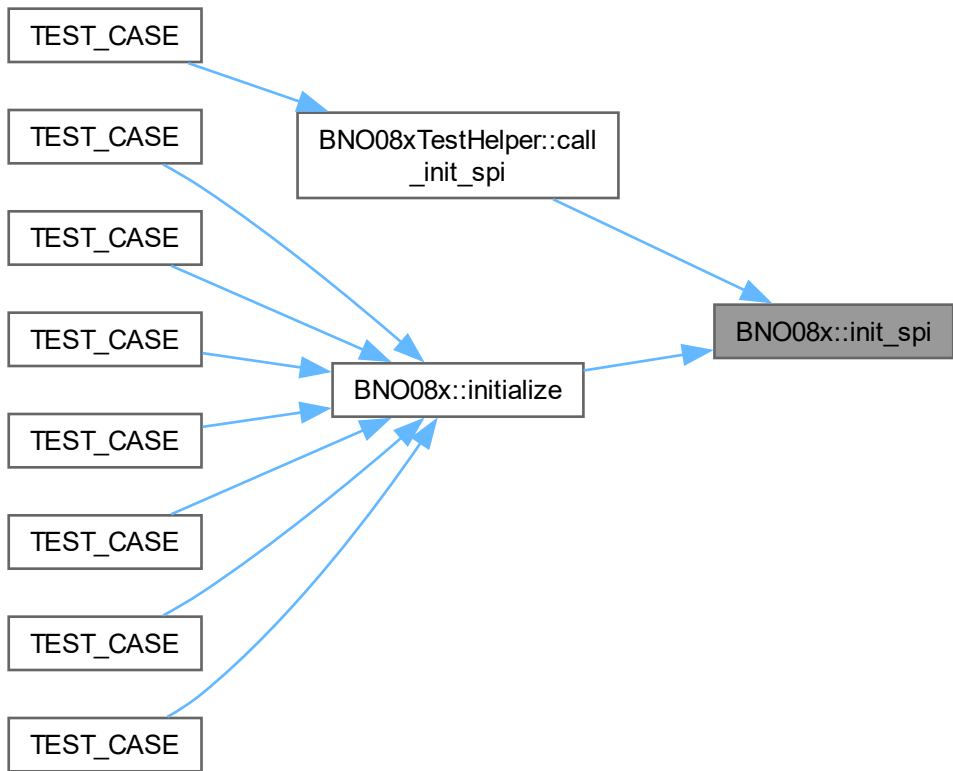 TEST_CASE
TEST_CASE
TEST_CASE
TEST_CASE
TEST_CASE
TEST_CASE
TEST_CASE
TEST_CASE
BNO08xTestHelper::call
_init_spi
BNO08x::initialize
BNO08x::init_spi